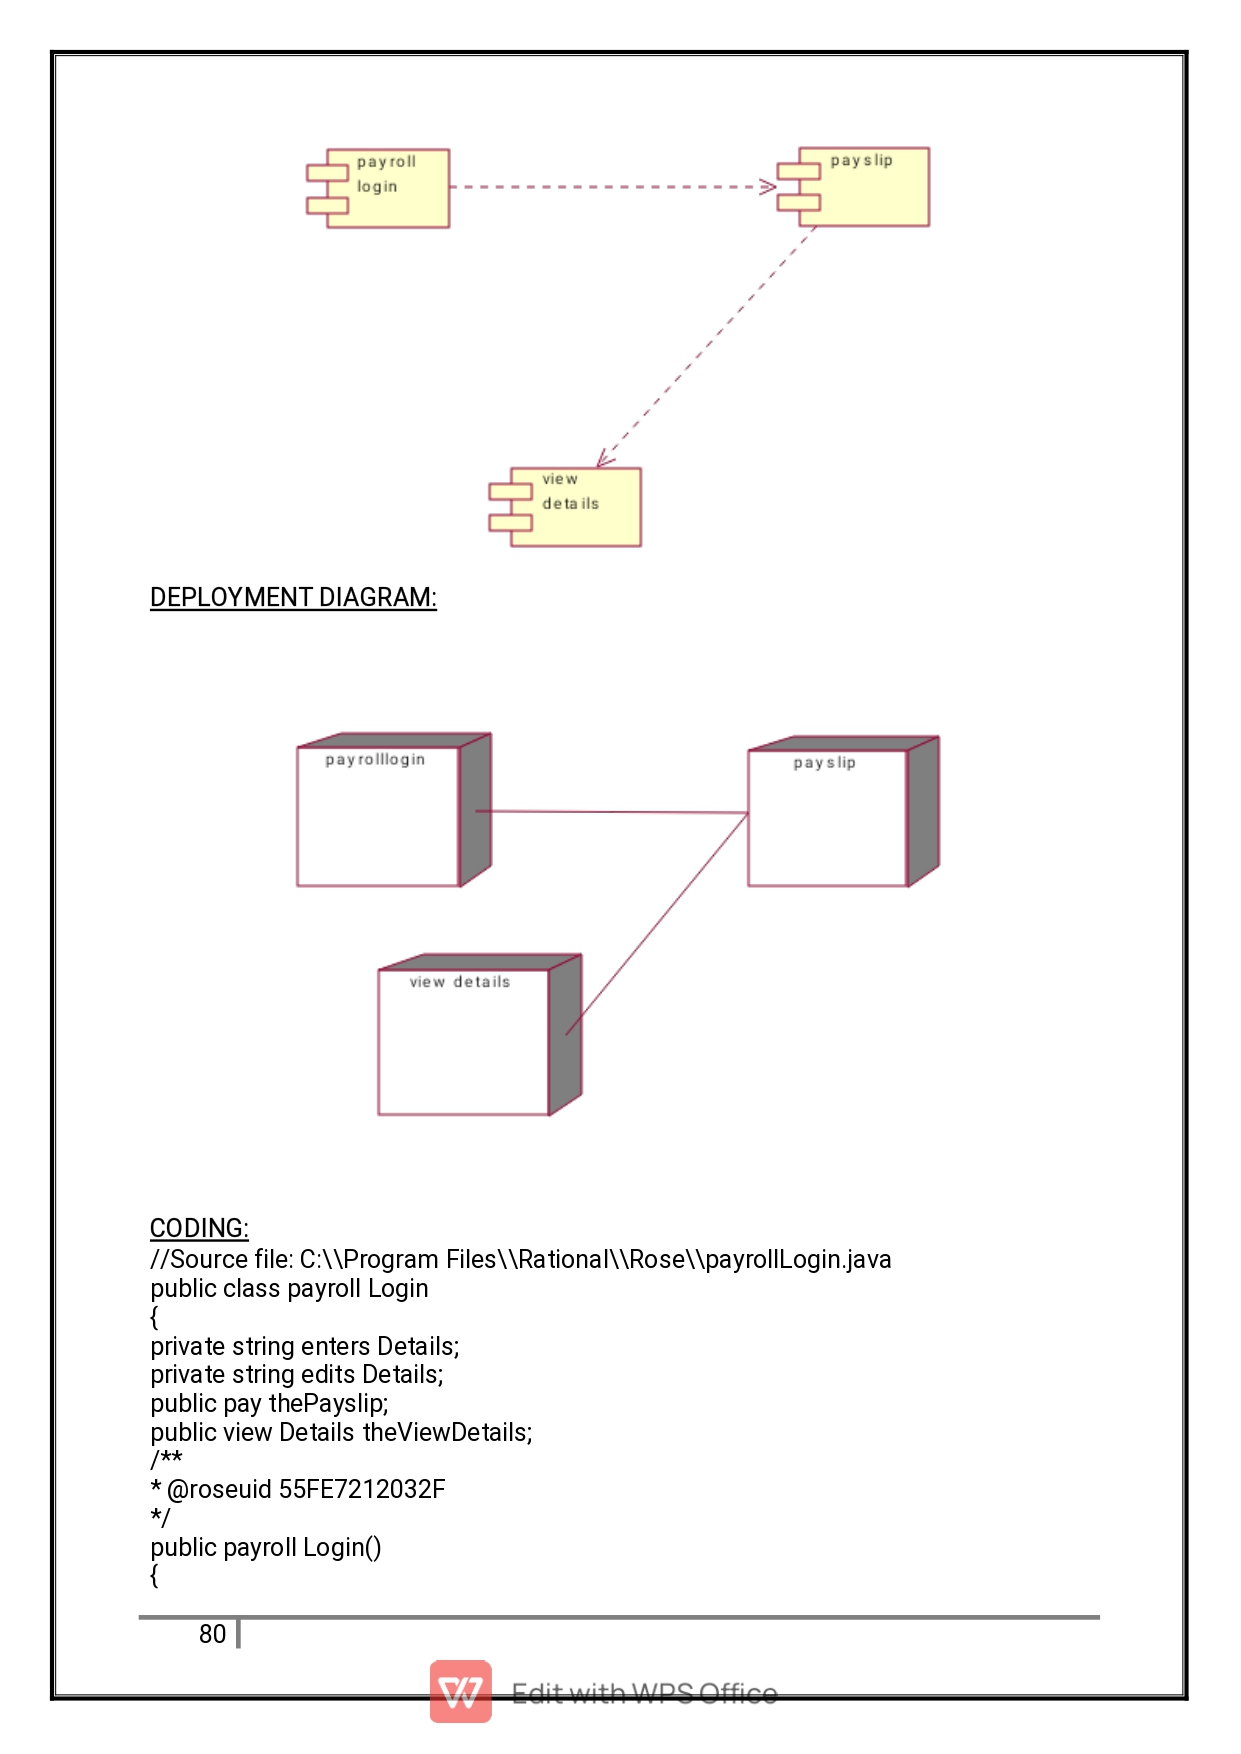 payroll
login
payslip
view
details
DEPLOYMENT DIAGRAM:
payrolllogin
payslip
view details
CODING:
//Source file: C:\\Program Files\\Rational\\Rose\\payrollLogin.java
public class payroll Login
{
private string enters Details;
private string edits Details;
public pay thePayslip;
public view Details theViewDetails;
/**
* @roseuid 55FE7212032F
*/
public payroll Login()
{
80
Edit with WPS Office